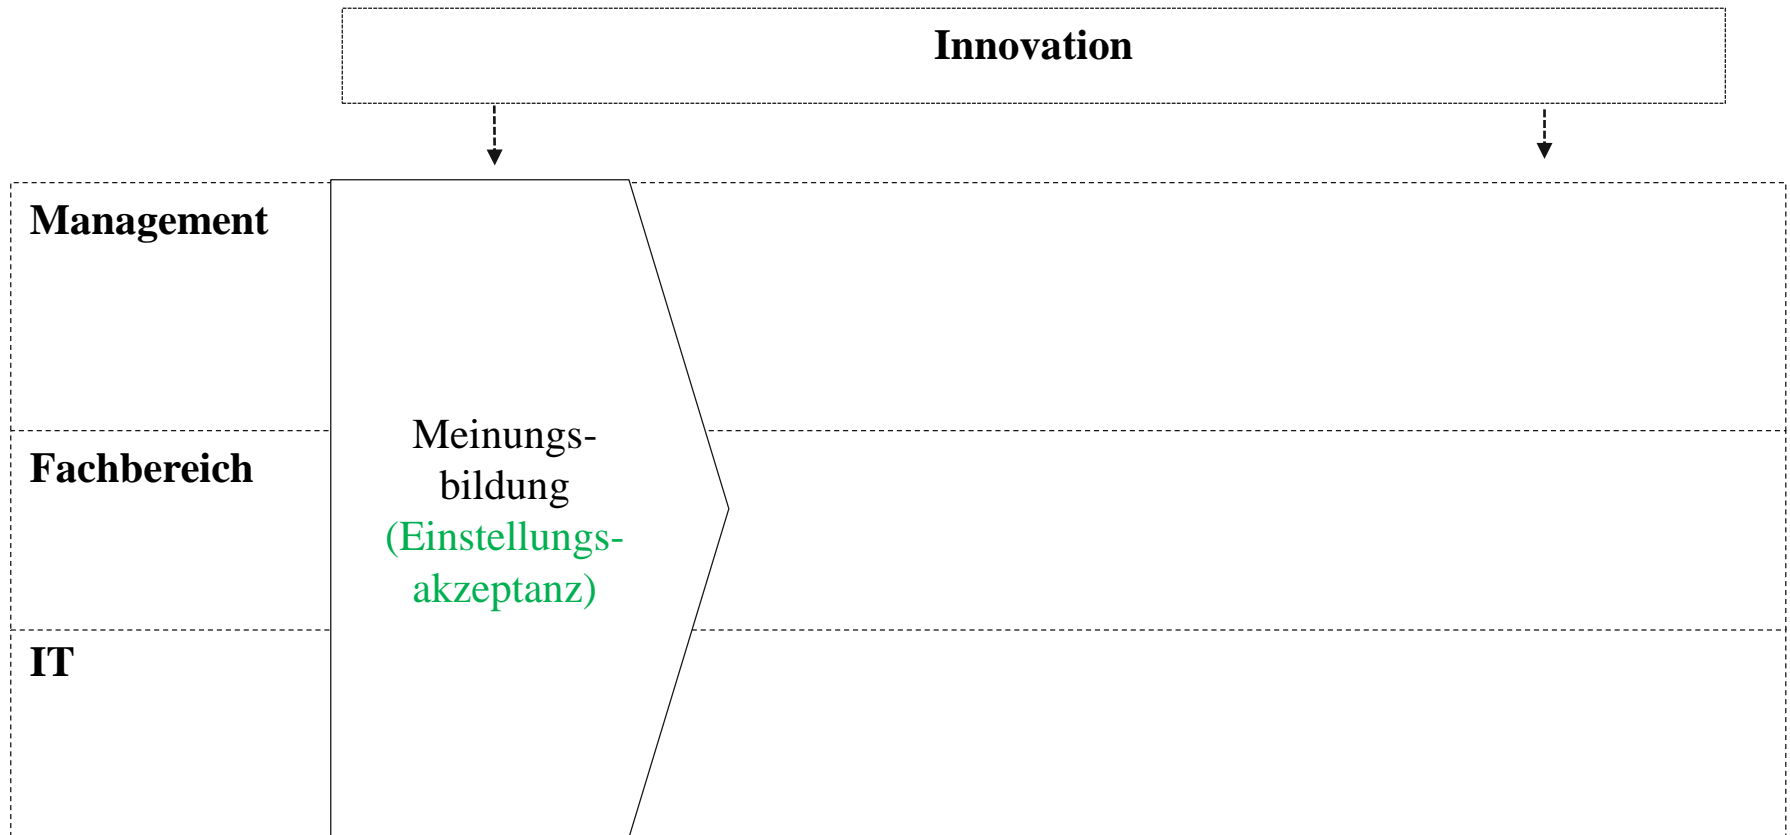 Innovation
Management
Meinungs-
bildung
(Einstellungs-
akzeptanz)
Fachbereich
IT